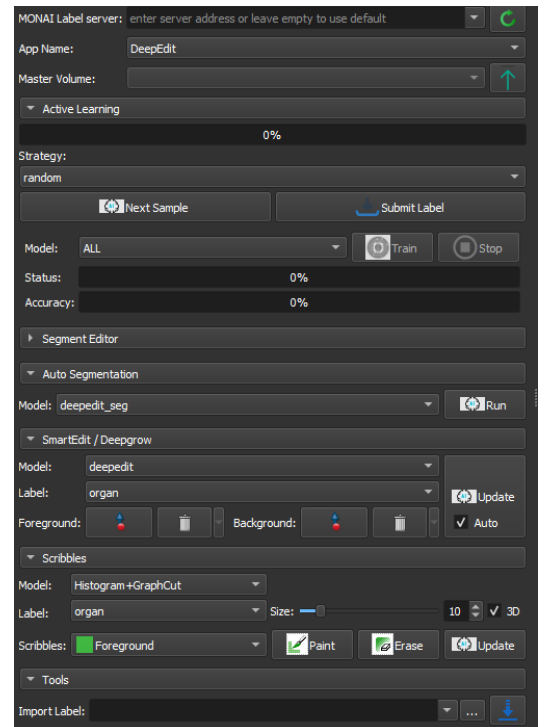 MONAI Label server: enter server address or leave empty to use default
App Name: DeepEdit
Master Volume:
Active Learning
0%
Strategy:
random
Next Sample Submit Label
Model: ALL Train Stop
Status: 0%
Accuracy: 0%
Segment Editor
Auto Segmentation
Model: deepedit_seg Run
SmartEdit / Deepgrow
Model: deepedit
Label: organ Update
Foreground: Background: Auto
Scribbles
Model: Histogram+GraphCut
Label: organ Size: 10 3D
Scribbles: Foreground Paint Erase Update
Tools
Import Label: ...